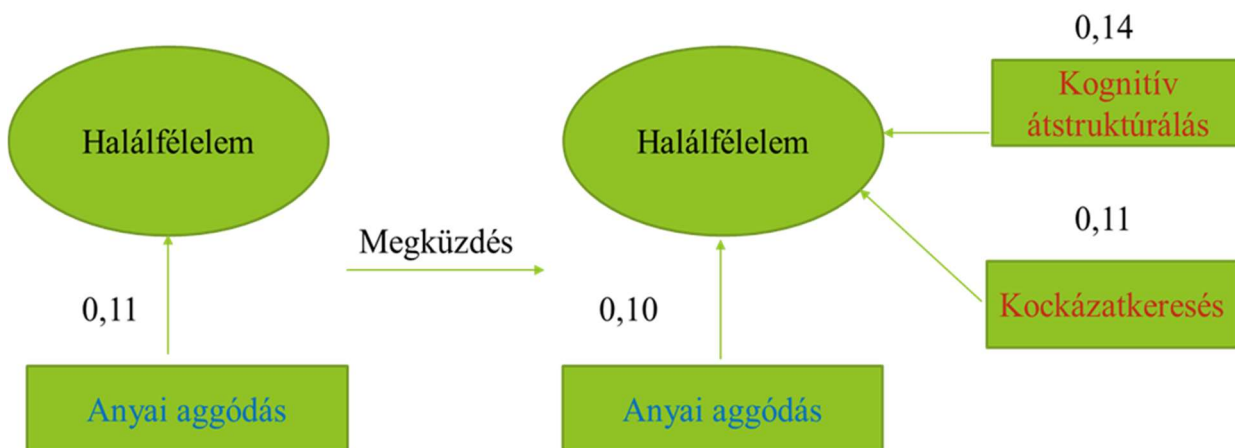 Halálfélelem
0,11
Anyai aggódás
Megküzdés
Halálfélelem
0,10
Anyai aggódás
0,14
Kognitív
átstruktúrálás
0,11
Kockázatkeresés